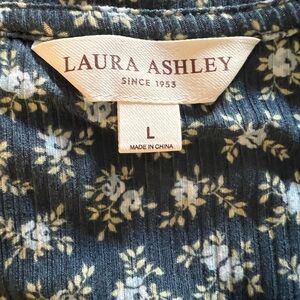 LAURA ASHLEY
SINCE 1953
L
MADE IN CHINA